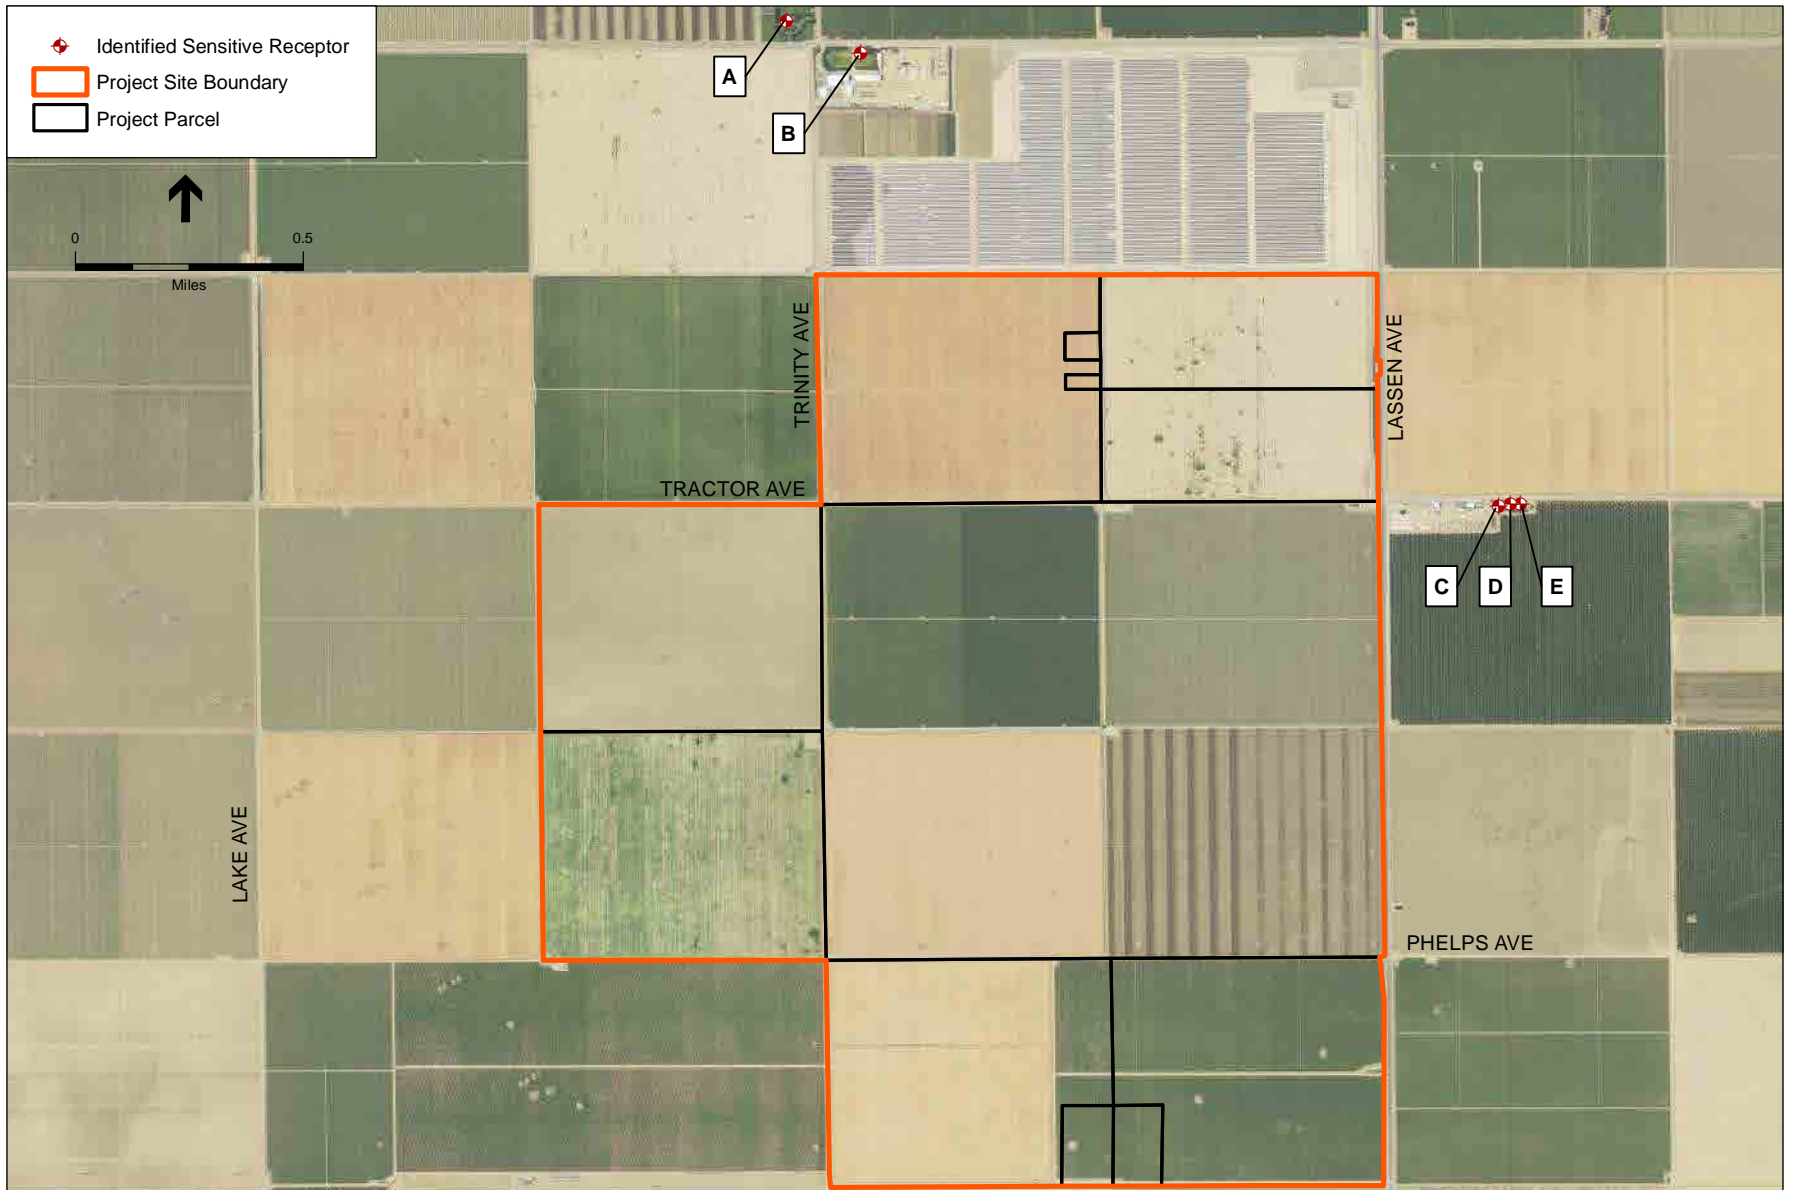 Identified Sensitive Receptor
Project Site Boundary
Project Parcel
A
B
0 0.5
Miles
TRINITY AVE
LASSEN AVE
TRACTOR AVE
C D E
LAKE AVE
PHELPS AVE